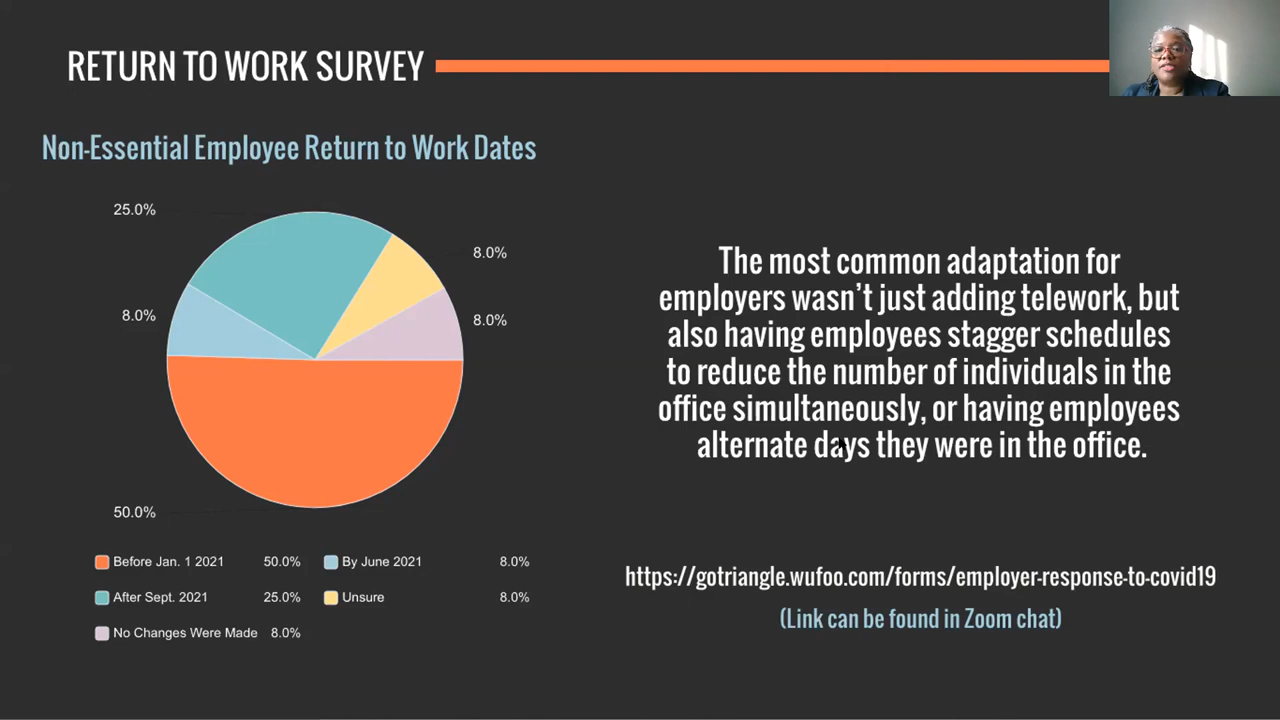 RETURN TO WORK SURVEY
Non-Essential Employee Return to Work Dates
25.0%
8.0%
8.0%
8.0%
50.0%
Before Jan. 1 2021 50.0%
By June 2021 8.0%
After Sept. 2021 25.0%
Unsure 8.0%
No Changes Were Made 8.0%
The most common adaptation for
employers wasn't just adding telework, but
also having employees stagger schedules
to reduce the number of individuals in the
office simultaneously, or having employees
alternate days they were in the office.
https://gotriangle.wufoo.com/forms/employer-response-to-covid19
(Link can be found in Zoom chat)